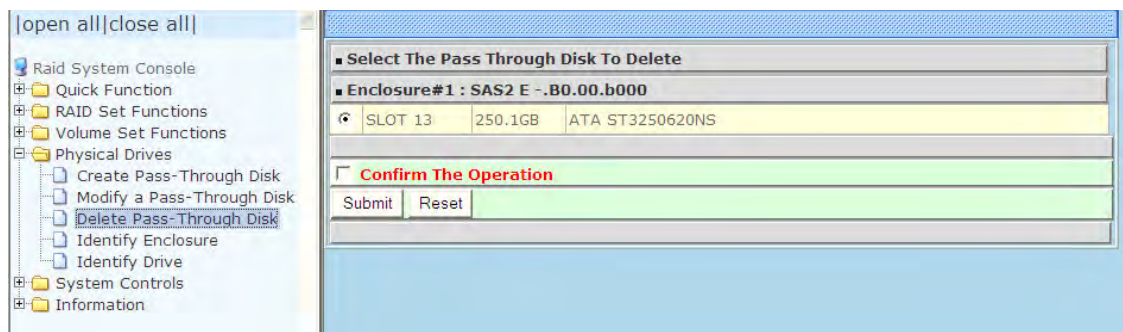 |open all|close all|
Raid System Console
Quick Function
RAID Set Functions
Volume Set Functions
Physical Drives
Create Pass-Through Disk
Modify a Pass-Through Disk
Delete Pass-Through Disk
Identify Enclosure
Identify Drive
System Controls
Information
Select The Pass Through Disk To Delete
Enclosure#1 : SAS2 E -.B0.00.b000
SLOT 13 250.1GB ATA ST3250620NS
Confirm The Operation
Submit Reset